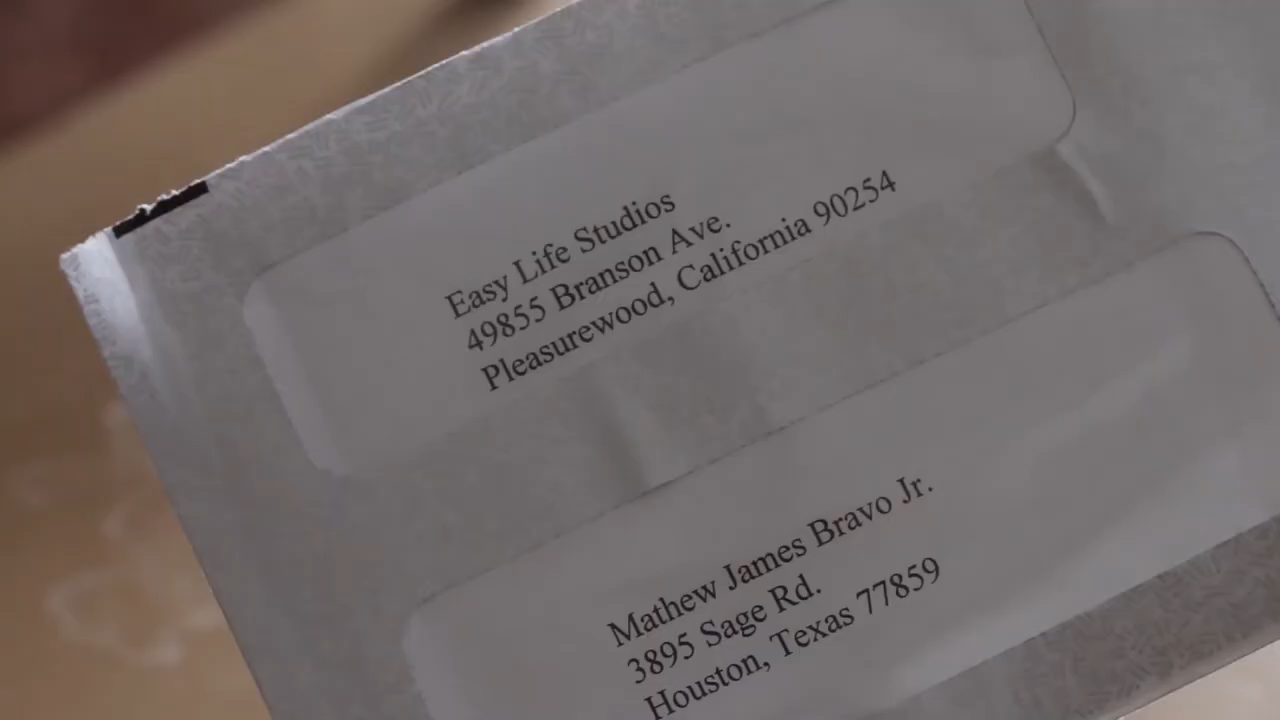 Easy Life Studios
49855 Branson Ave.
Pleasurewood, California 90254
Mathew James Bravo Jr.
3895 Sage Rd.
Houston, Texas 77859